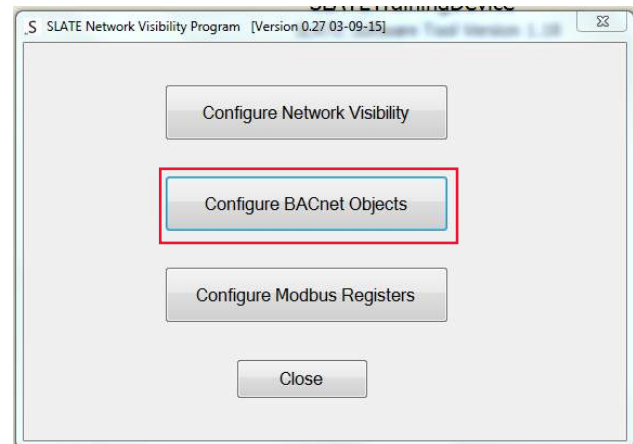 SLATETrainingDevice
S SLATE Network Visibility Program [Version 0.27 03-09-15]
Configure Network Visibility
Configure BACnet Objects
Configure Modbus Registers
Close